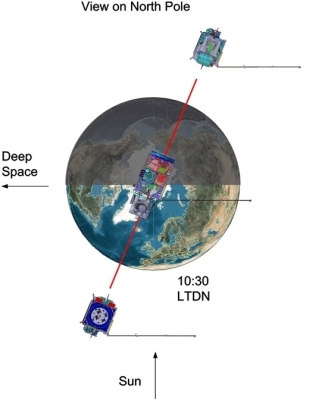 View on North Pole
Deep
Space
10:30
LTDN
Sun